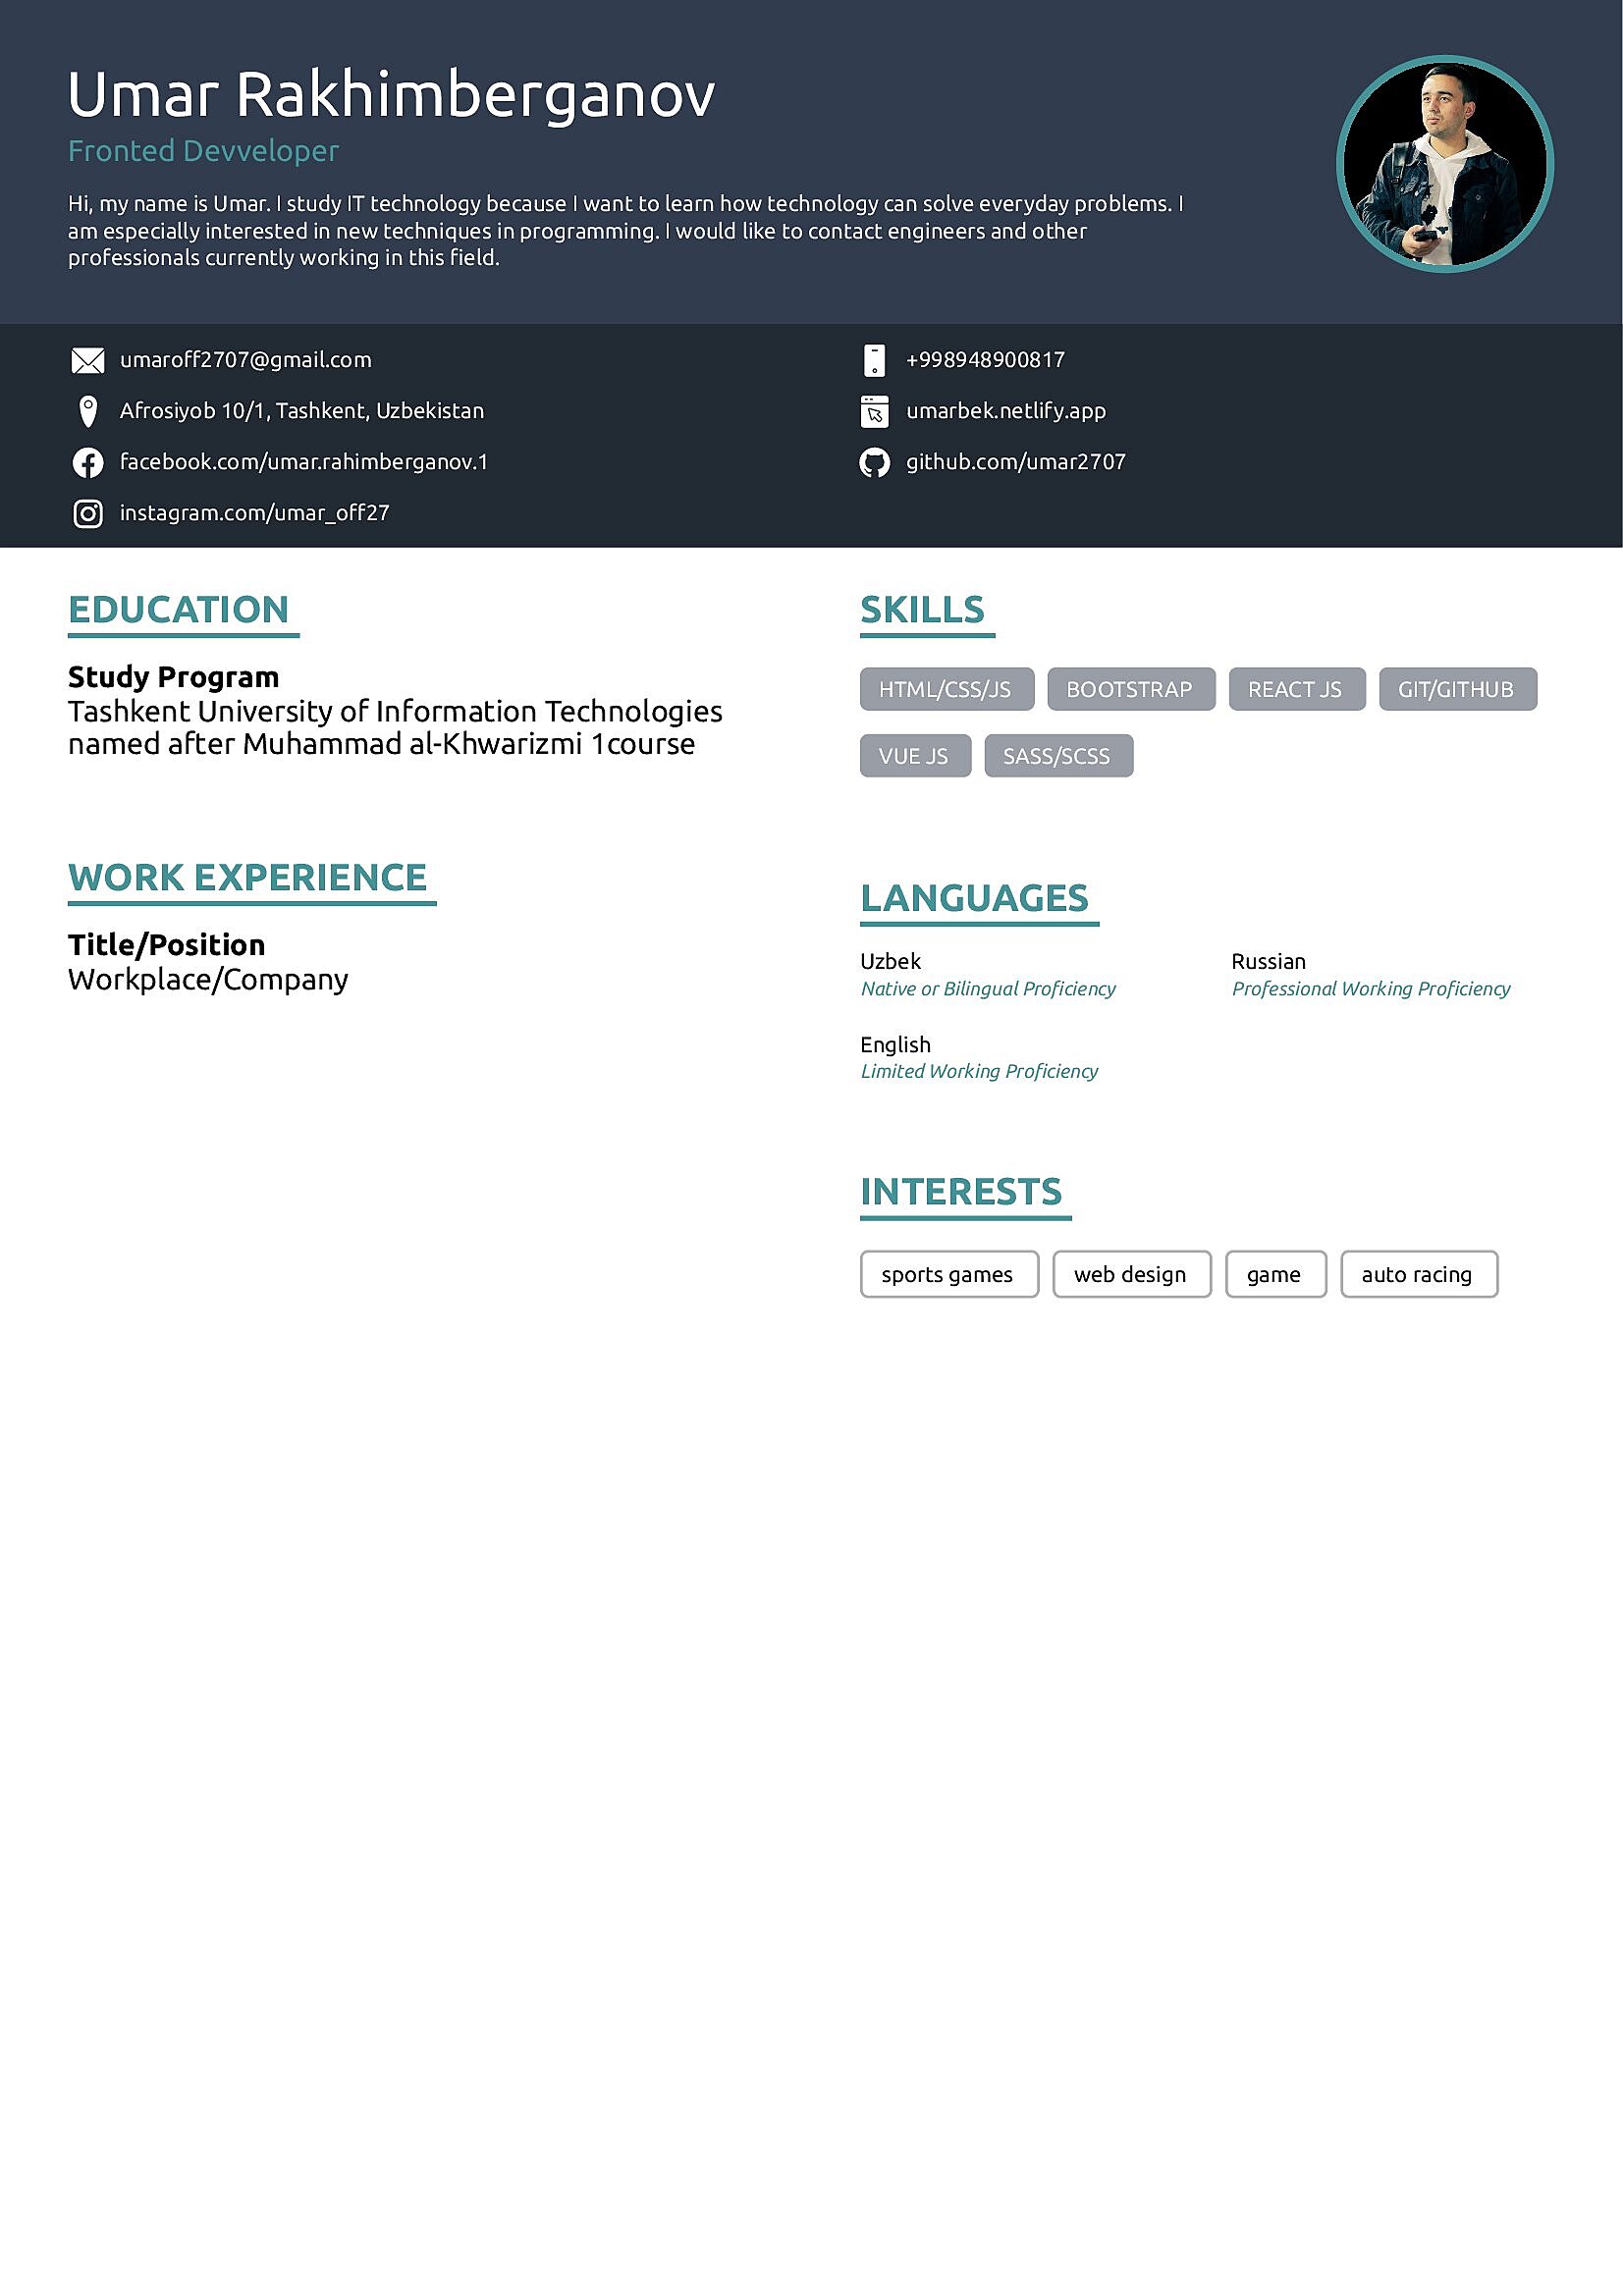 Umar Rakhimberganov
Fronted Devveloper
Hi, my name is Umar. I study IT technology because I want to learn how technology can solve everyday problems. I
am especially interested in new techniques in programming. I would like to contact engineers and other
professionals currently working in this field.
umaroff2707@gmail.com
+998948900817
Afrosiyob 10/1, Tashkent, Uzbekistan
umarbek.netlify.app
facebook.com/umar.rahimberganov.1
github.com/umar2707
instagram.com/umar_off27
EDUCATION
Study Program
Tashkent University of Information Technologies
named after Muhammad al-Khwarizmi 1course
WORK EXPERIENCE
Title/Position
Workplace/Company
SKILLS
HTML/CSS/JS BOOTSTRAP REACT JS GIT/GITHUB
VUE JS SASS/SCSS
LANGUAGES
Uzbek
Native or Bilingual Proficiency
Russian
Professional Working Proficiency
English
Limited Working Proficiency
INTERESTS
sports games web design game auto racing